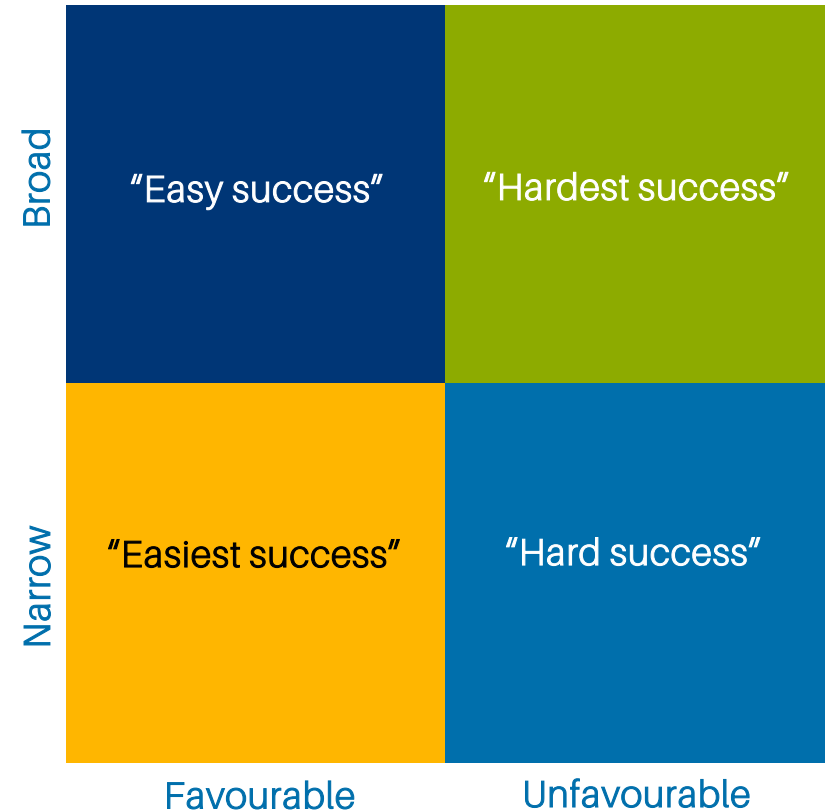 Broad
“Easy success”
“Hardest success”
Narrow
“Easiest success”
“Hard success”
Favourable
Unfavourable